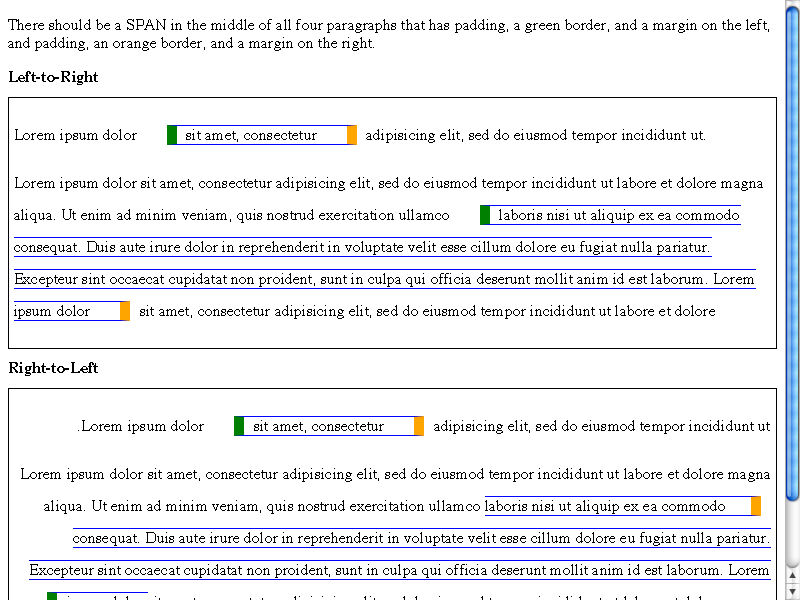 There should be a SPAN in the middle of all four paragraphs that has padding, a green border, and a margin on the left,
and padding, an orange border, and a margin on the right.
Left-to-Right
Lorem ipsum dolor sit amet, consectetur adipisicing elit, sed do eiusmod tempor incididunt ut.
Lorem ipsum dolor sit amet, consectetur adipisicing elit, sed do eiusmod tempor incididunt ut labore et dolore magna
aliqua. Ut enim ad minim veniam, quis nostrud exercitation ullamco laboris nisi ut aliquip ex ea commodo
consequat. Duis aute irure dolor in reprehenderit in voluptate velit esse cillum dolore eu fugiat nulla pariatur.
Excepteur sint occaecat cupidatat non proident, sunt in culpa qui officia deserunt mollit anim id est laborum. Lorem
ipsum dolor sit amet, consectetur adipisicing elit, sed do eiusmod tempor incididunt ut labore et dolore
Right-to-Left
.Lorem ipsum dolor sit amet, consectetur adipisicing elit, sed do eiusmod tempor incididunt ut
Lorem ipsum dolor sit amet, consectetur adipisicing elit, sed do eiusmod tempor incididunt ut labore et dolore magna
aliqua. Ut enim ad minim veniam, quis nostrud exercitation ullamco laboris nisi ut aliquip ex ea commodo
consequat. Duis aute irure dolor in reprehenderit in voluptate velit esse cillum dolore eu fugiat nulla pariatur.
Excepteur sint occaecat cupidatat non proident, sunt in culpa qui officia deserunt mollit anim id est laborum. Lorem